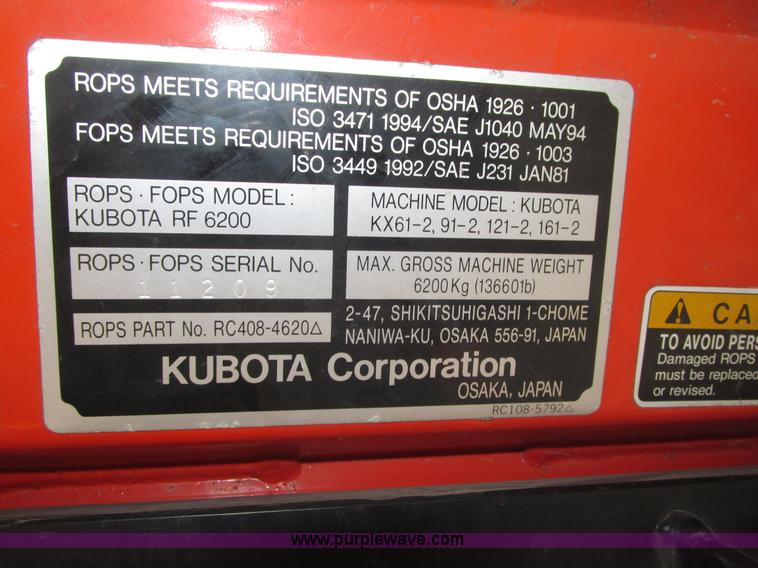 ROPS MEETS REQUIREMENTS OF OSHA 1926 · 1001
ISO 3471 1994/SAE J1040 MAY94
FOPS MEETS REQUIREMENTS OF OSHA 1926 · 1003
ISO 3449 1992/SAE J231 JAN81
ROPS · FOPS MODEL :
KUBOTA RF 6200
MACHINE MODEL : KUBOTA
KX61-2, 91-2, 121-2, 161-2
ROPS · FOPS SERIAL No.
11209
MAX. GROSS MACHINE WEIGHT
6200Kg (13660lb)
ROPS PART No. RC408-4620△
2-47, SHIKITSUHIGASHI 1-CHOME
NANIWA-KU, OSAKA 556-91, JAPAN
KUBOTA Corporation
OSAKA, JAPAN
RC108-5792△
CA
TO AVOID PERS
Damaged ROPS
must be replaced
or revised.
www.purplewave.com